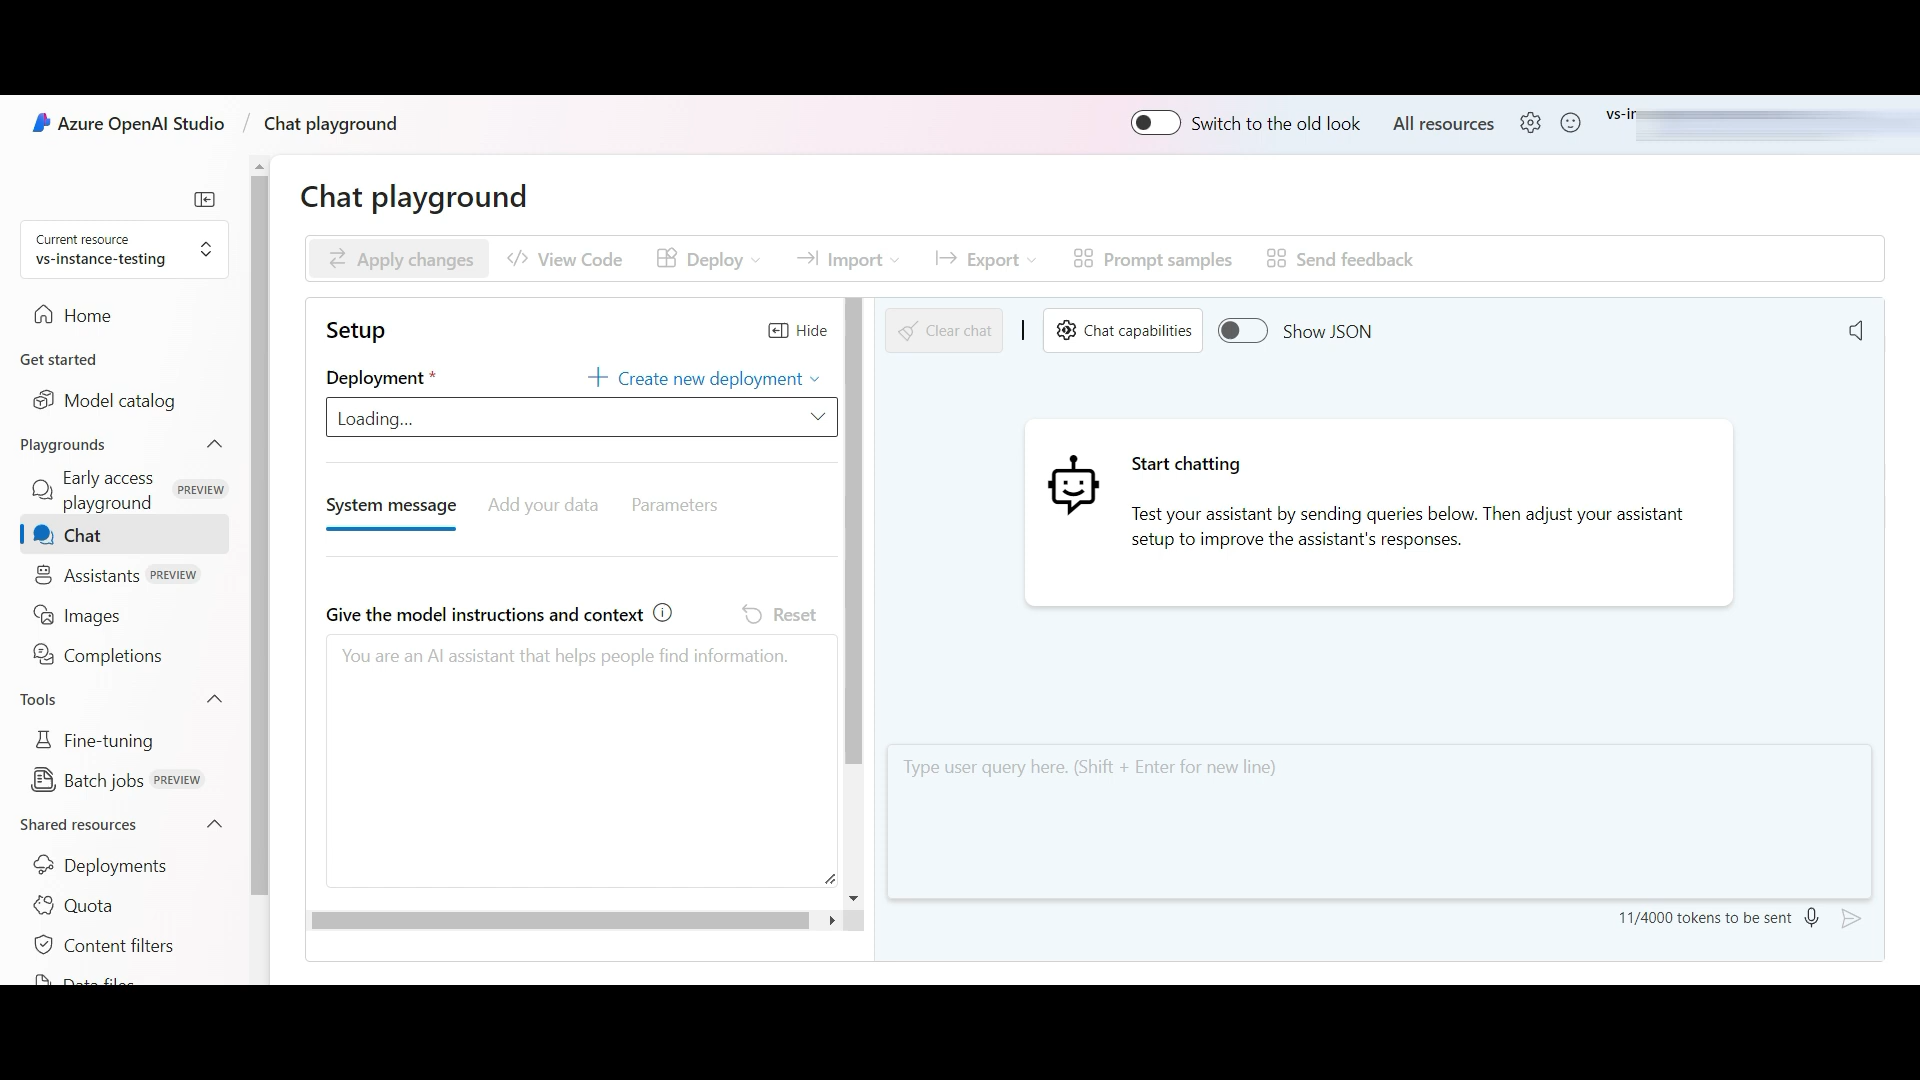 Azure OpenAI Studio / Chat playground
Switch to the old look
All resources
Chat playground
Current resource
vs-instance-testing
Home
Get started
Model catalog
Playgrounds
Early access
playground
PREVIEW
Chat
Assistants PREVIEW
Images
Completions
Tools
Fine-tuning
Batch jobs PREVIEW
Shared resources
Deployments
Quota
Content filters
Data files
Apply changes
View Code
Deploy
Import
Export
Prompt samples
Send feedback
Setup
Hide
Deployment *
Create new deployment
Loading...
System message
Add your data
Parameters
Give the model instructions and context
Reset
You are an AI assistant that helps people find information.
Clear chat
Chat capabilities
Show JSON
Start chatting
Test your assistant by sending queries below. Then adjust your assistant
setup to improve the assistant's responses.
Type user query here. (Shift + Enter for new line)
11/4000 tokens to be sent